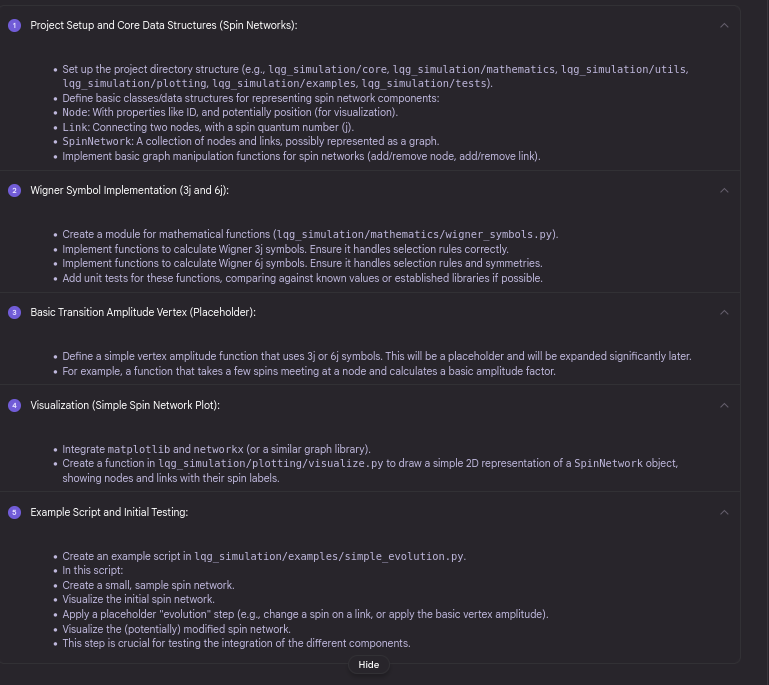 1 Project Setup and Core Data Structures (Spin Networks):
• Set up the project directory structure (e.g., lqg_simulation/core, lqg_simulation/mathematics, lqg_simulation/utils,
lqg_simulation/plotting, lqg_simulation/examples, lqg_simulation/tests).
• Define basic classes/data structures for representing spin network components:
• Node: With properties like ID, and potentially position (for visualization).
• Link: Connecting two nodes, with a spin quantum number (j).
• SpinNetwork: A collection of nodes and links, possibly represented as a graph.
• Implement basic graph manipulation functions for spin networks (add/remove node, add/remove link).
2 Wigner Symbol Implementation (3j and 6j):
• Create a module for mathematical functions (lqg_simulation/mathematics/wigner_symbols.py).
• Implement functions to calculate Wigner 3j symbols. Ensure it handles selection rules correctly.
• Implement functions to calculate Wigner 6j symbols. Ensure it handles selection rules and symmetries.
• Add unit tests for these functions, comparing against known values or established libraries if possible.
3 Basic Transition Amplitude Vertex (Placeholder):
• Define a simple vertex amplitude function that uses 3j or 6j symbols. This will be a placeholder and will be expanded significantly later.
• For example, a function that takes a few spins meeting at a node and calculates a basic amplitude factor.
4 Visualization (Simple Spin Network Plot):
• Integrate matplotlib and networkx (or a similar graph library).
• Create a function in lqg_simulation/plotting/visualize.py to draw a simple 2D representation of a SpinNetwork object,
showing nodes and links with their spin labels.
5 Example Script and Initial Testing:
• Create an example script in lqg_simulation/examples/simple_evolution.py.
• In this script:
• Create a small, sample spin network.
• Visualize the initial spin network.
• Apply a placeholder "evolution" step (e.g., change a spin on a link, or apply the basic vertex amplitude).
• Visualize the (potentially) modified spin network.
• This step is crucial for testing the integration of the different components.
Hide